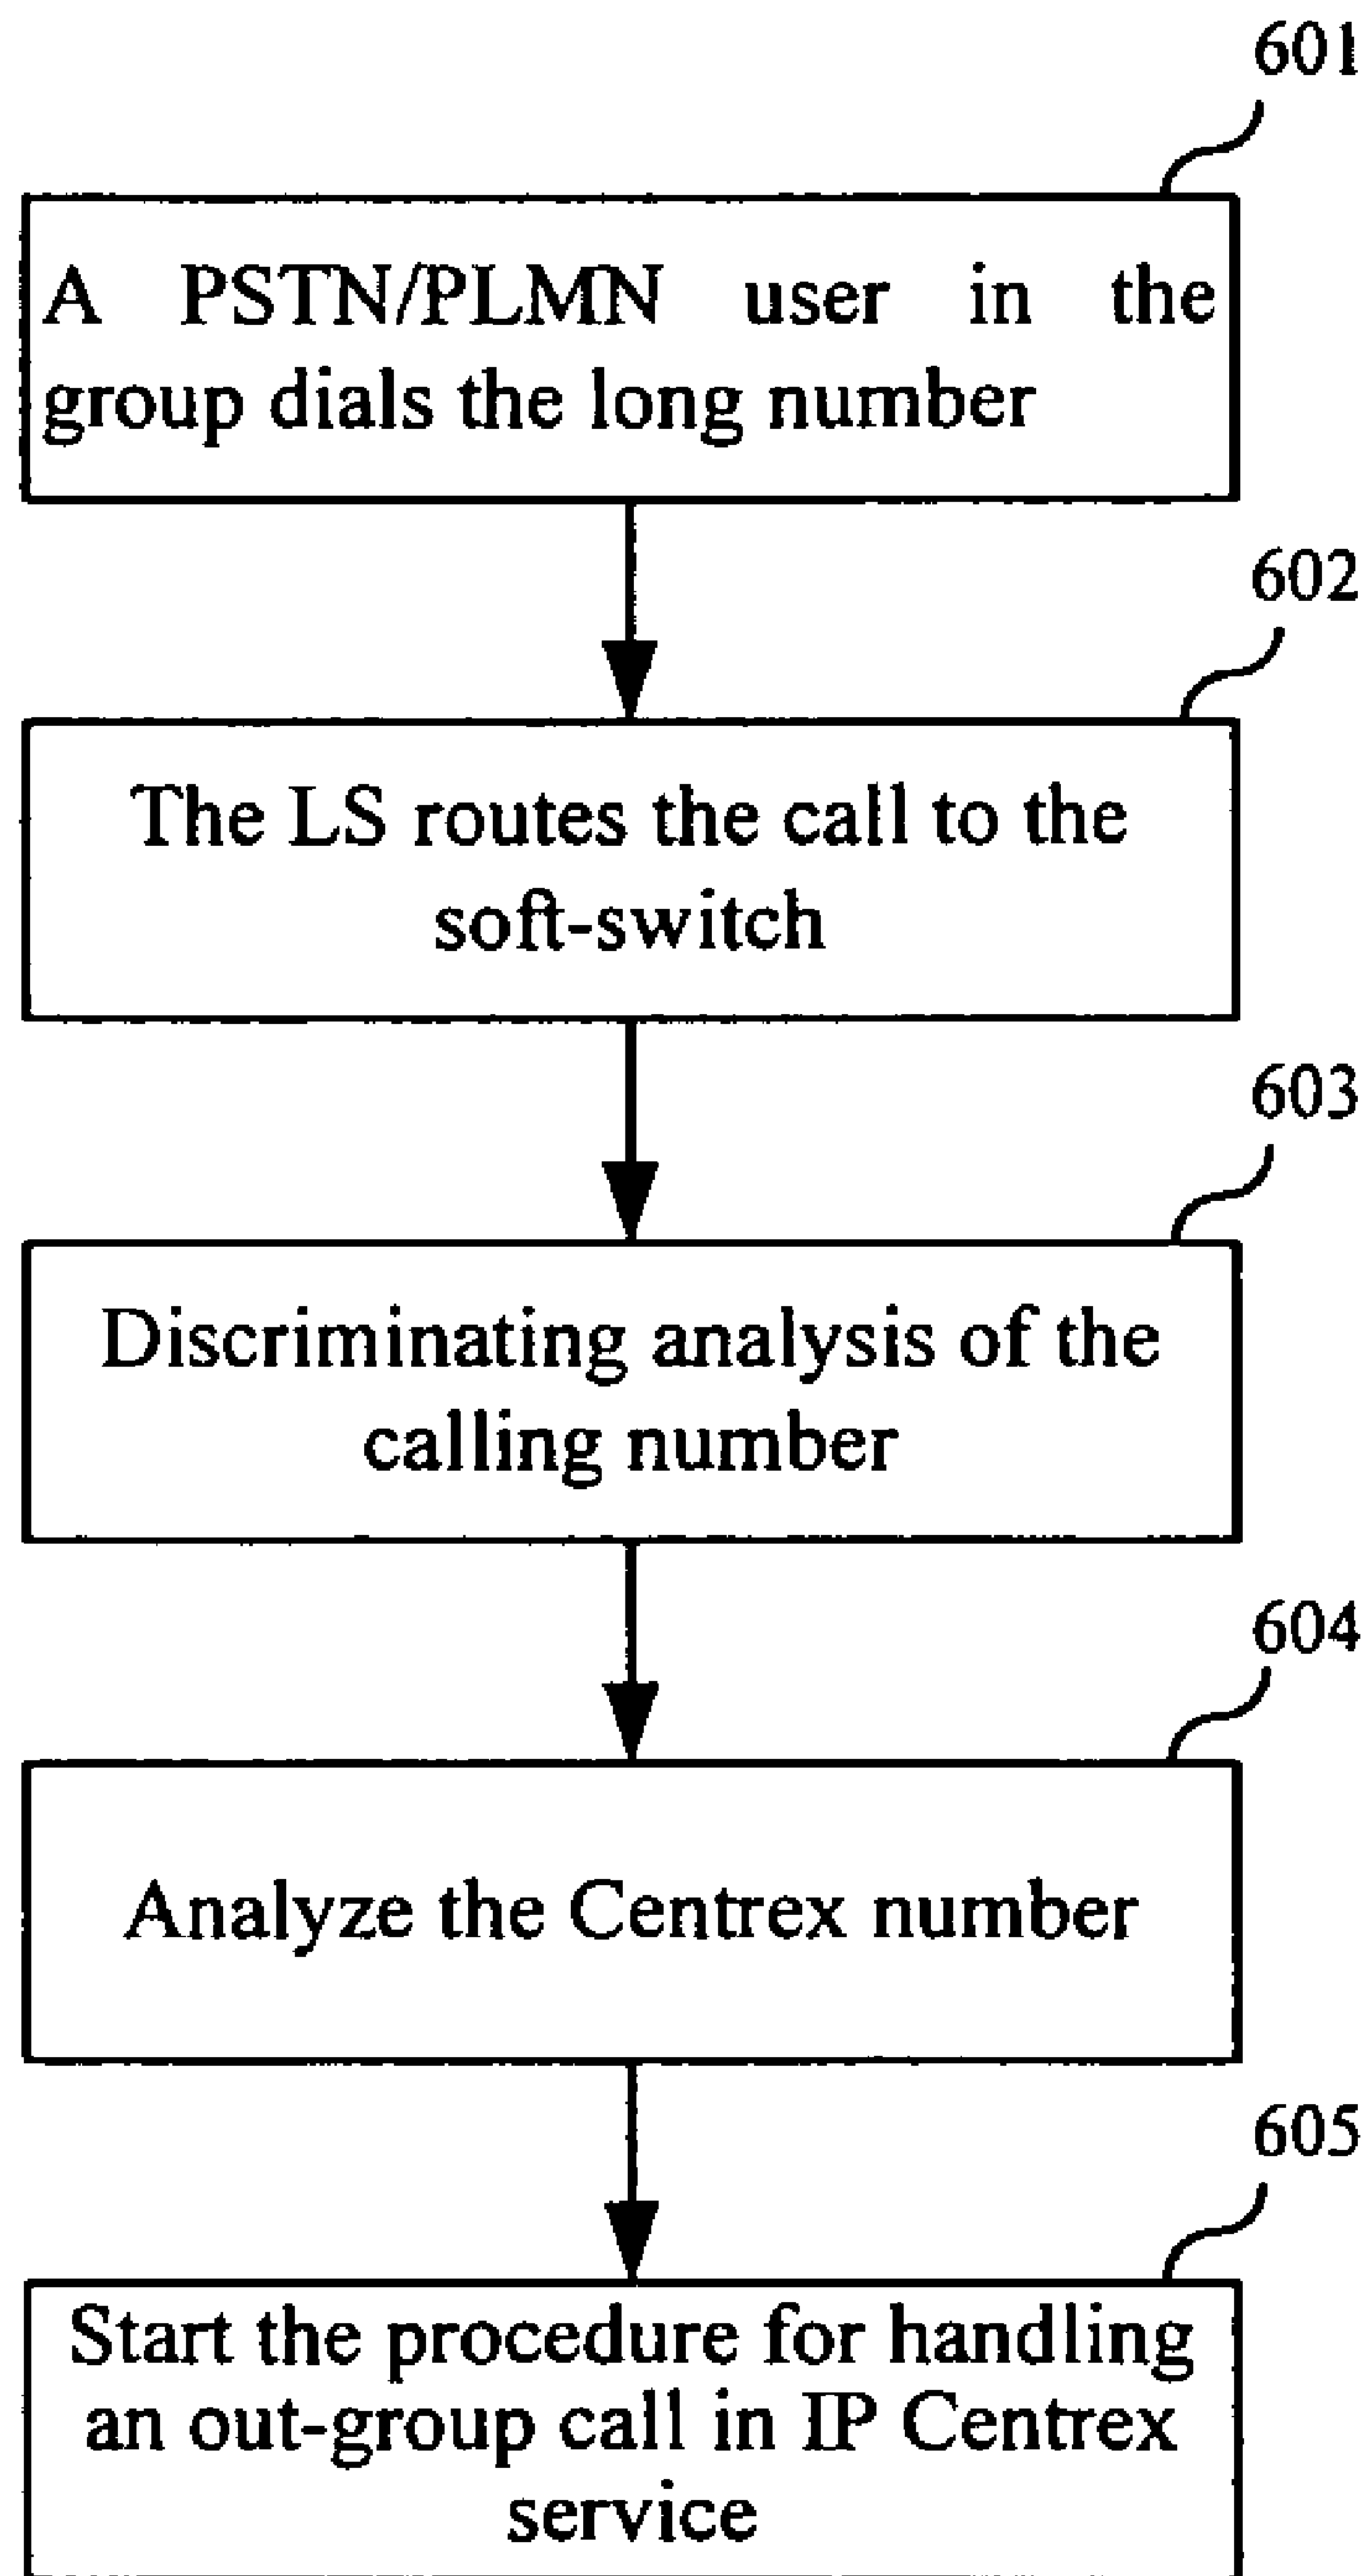 601
A PSTN/PLMN user in the
group dials the long number
602
The LS routes the call to the
soft-switch
603
Discriminating analysis of the
calling number
604
Analyze the Centrex number
605
Start the procedure for handling
an out-group call in IP Centrex
service